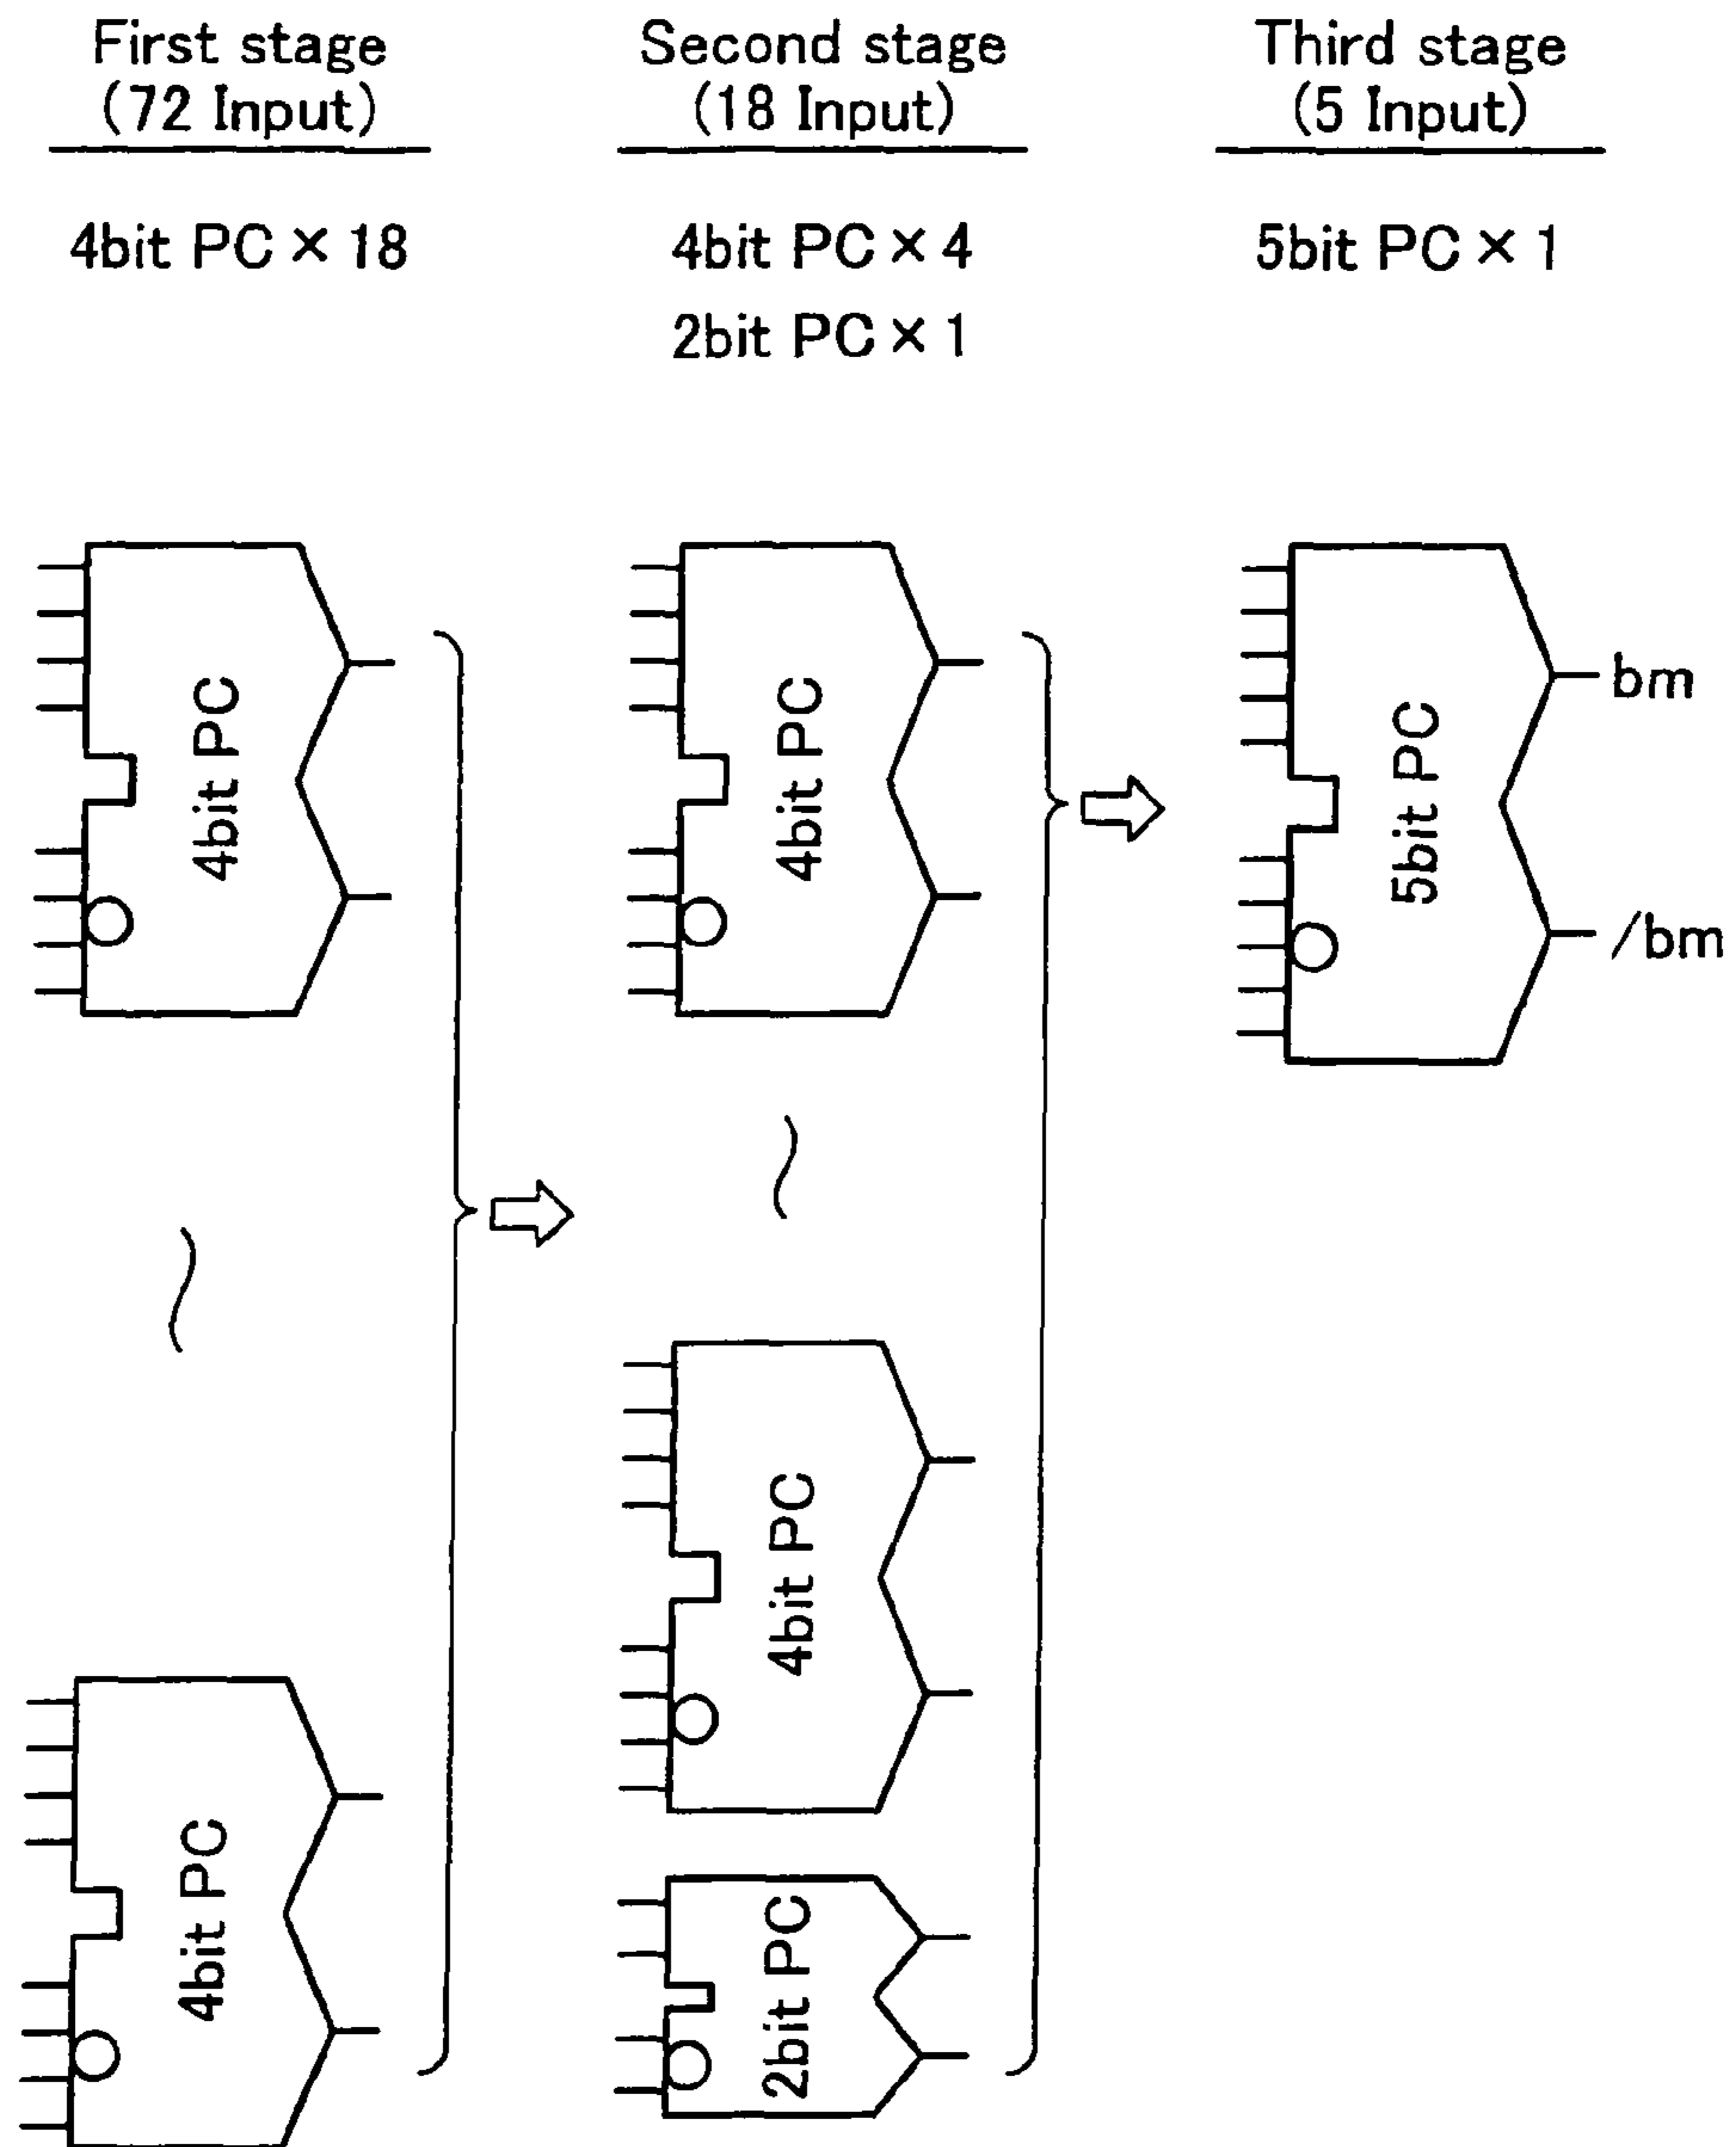 First stage
(72 Input)
Second stage
(18 Input)
Third stage
(5 Input)
4bit PC × 18
4bit PC × 4
2bit PC × 1
5bit PC × 1
4bit PC
4bit PC
4bit PC
4bit PC
2bit PC
5bit PC
bm
/bm